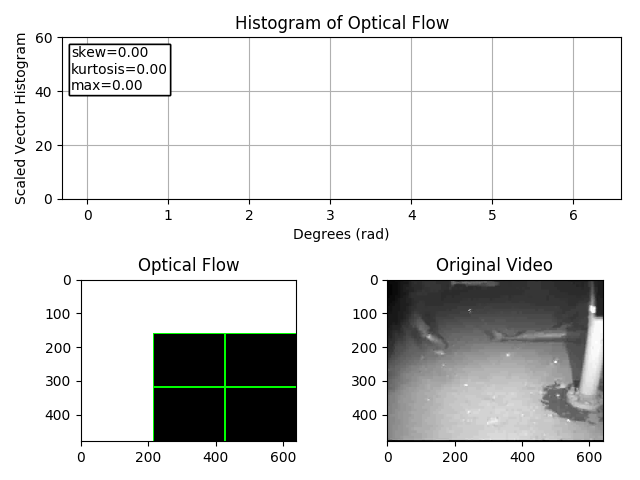 Histogram of Optical Flow
Scaled Vector Histogram
60
40
20
0
skew=0.00
kurtosis=0.00
max=0.00
0 1 2 3 4 5 6
Degrees (rad)
Optical Flow
0
100
200
300
400
0 200 400 600
Original Video
0
100
200
300
400
0 200 400 600